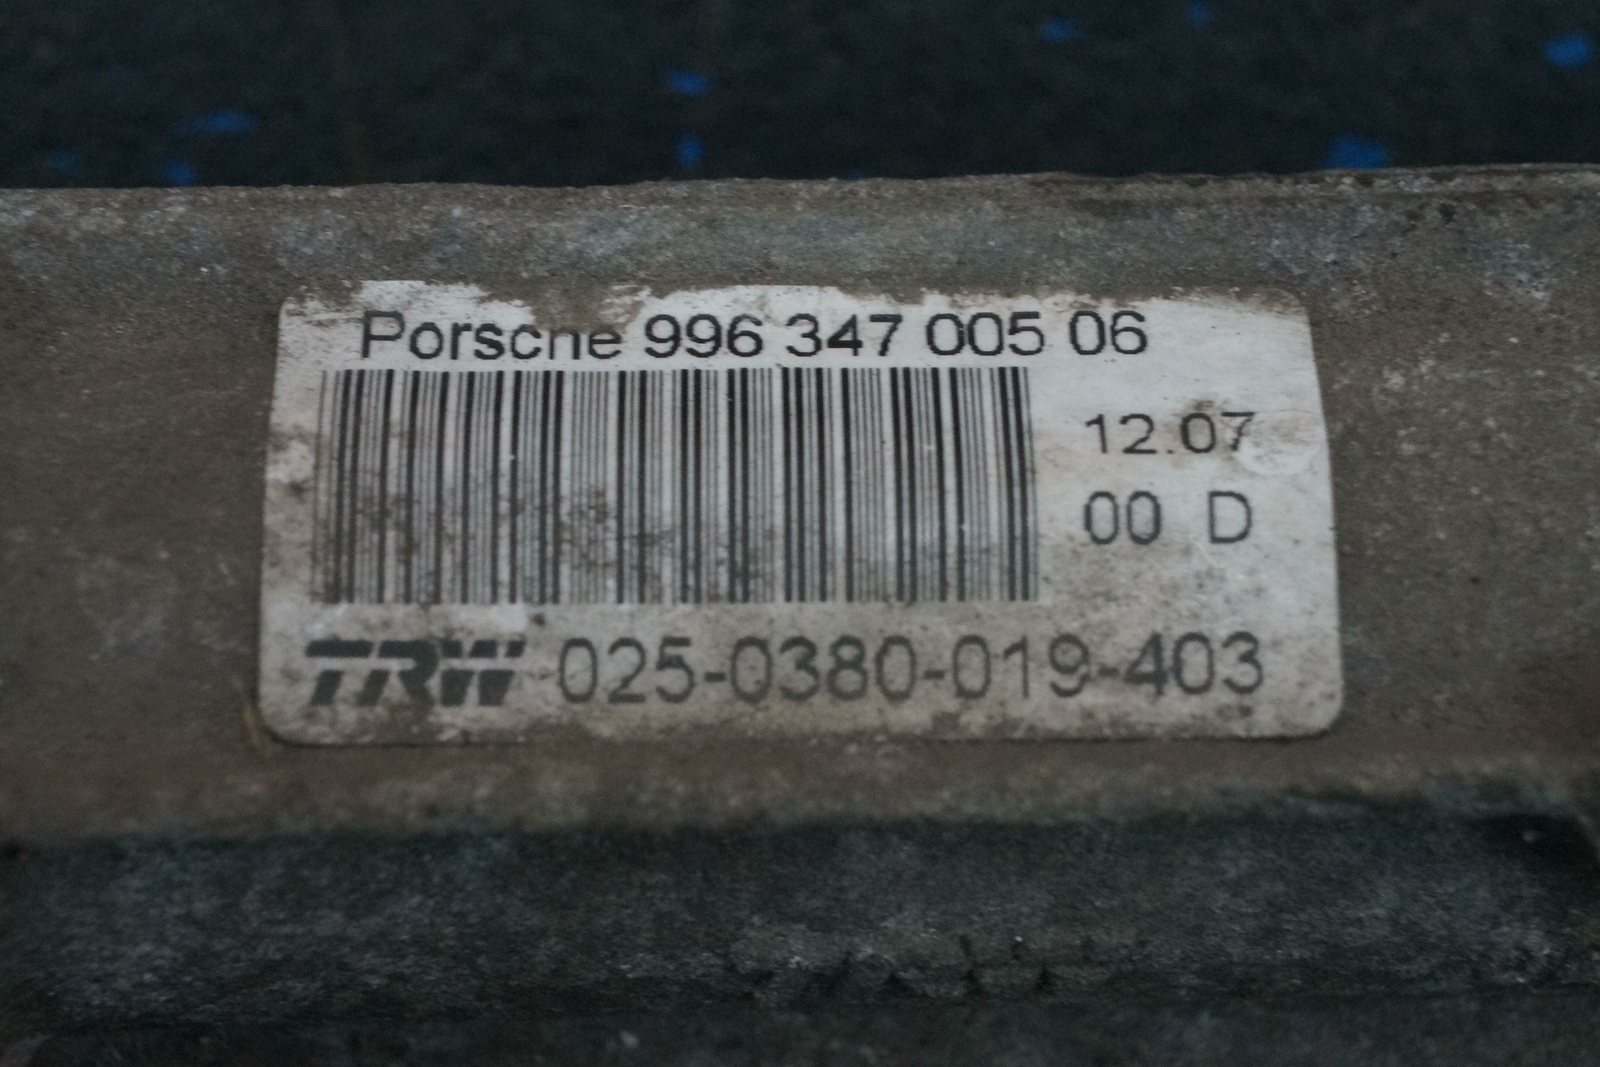 Porsche 996 347 005 06
12.07
00 D
TRW 025-0380-019-403